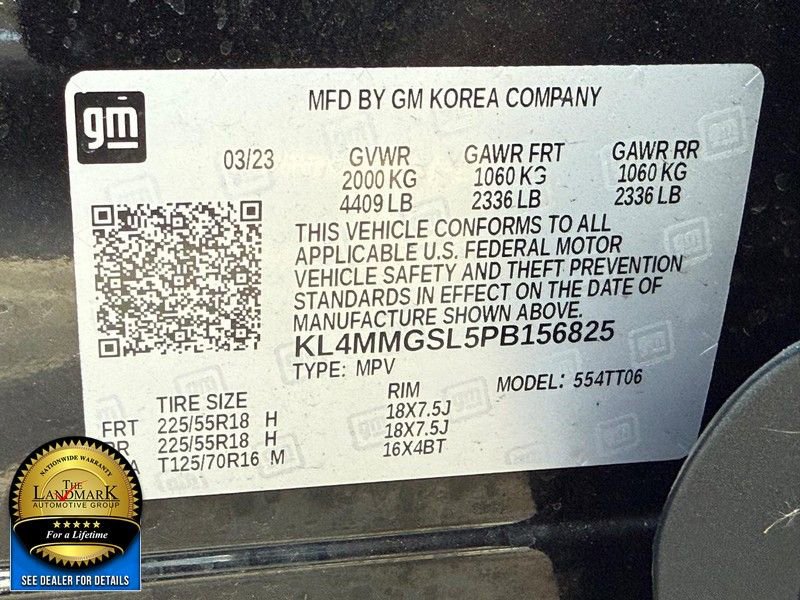 gm
MFD BY GM KOREA COMPANY
03/23 GVWR GAWR FRT GAWR RR
2000 KG 1060 KG 1060 KG
4409 LB 2336 LB 2336 LB
THIS VEHICLE CONFORMS TO ALL
APPLICABLE U.S. FEDERAL MOTOR
VEHICLE SAFETY AND THEFT PREVENTION
STANDARDS IN EFFECT ON THE DATE OF
MANUFACTURE SHOWN ABOVE.
KL4MMGSL5PB156825
TYPE: MPV MODEL: 554TT06
TIRE SIZE RIM
FRT 225/55R18 H 18X7.5J
RR 225/55R18 H 18X7.5J
T125/70R16 M 16X4BT
NATIONWIDE WARRANTY
THE
LANDMARK
AUTOMOTIVE GROUP
For a Lifetime
SEE DEALER FOR DETAILS